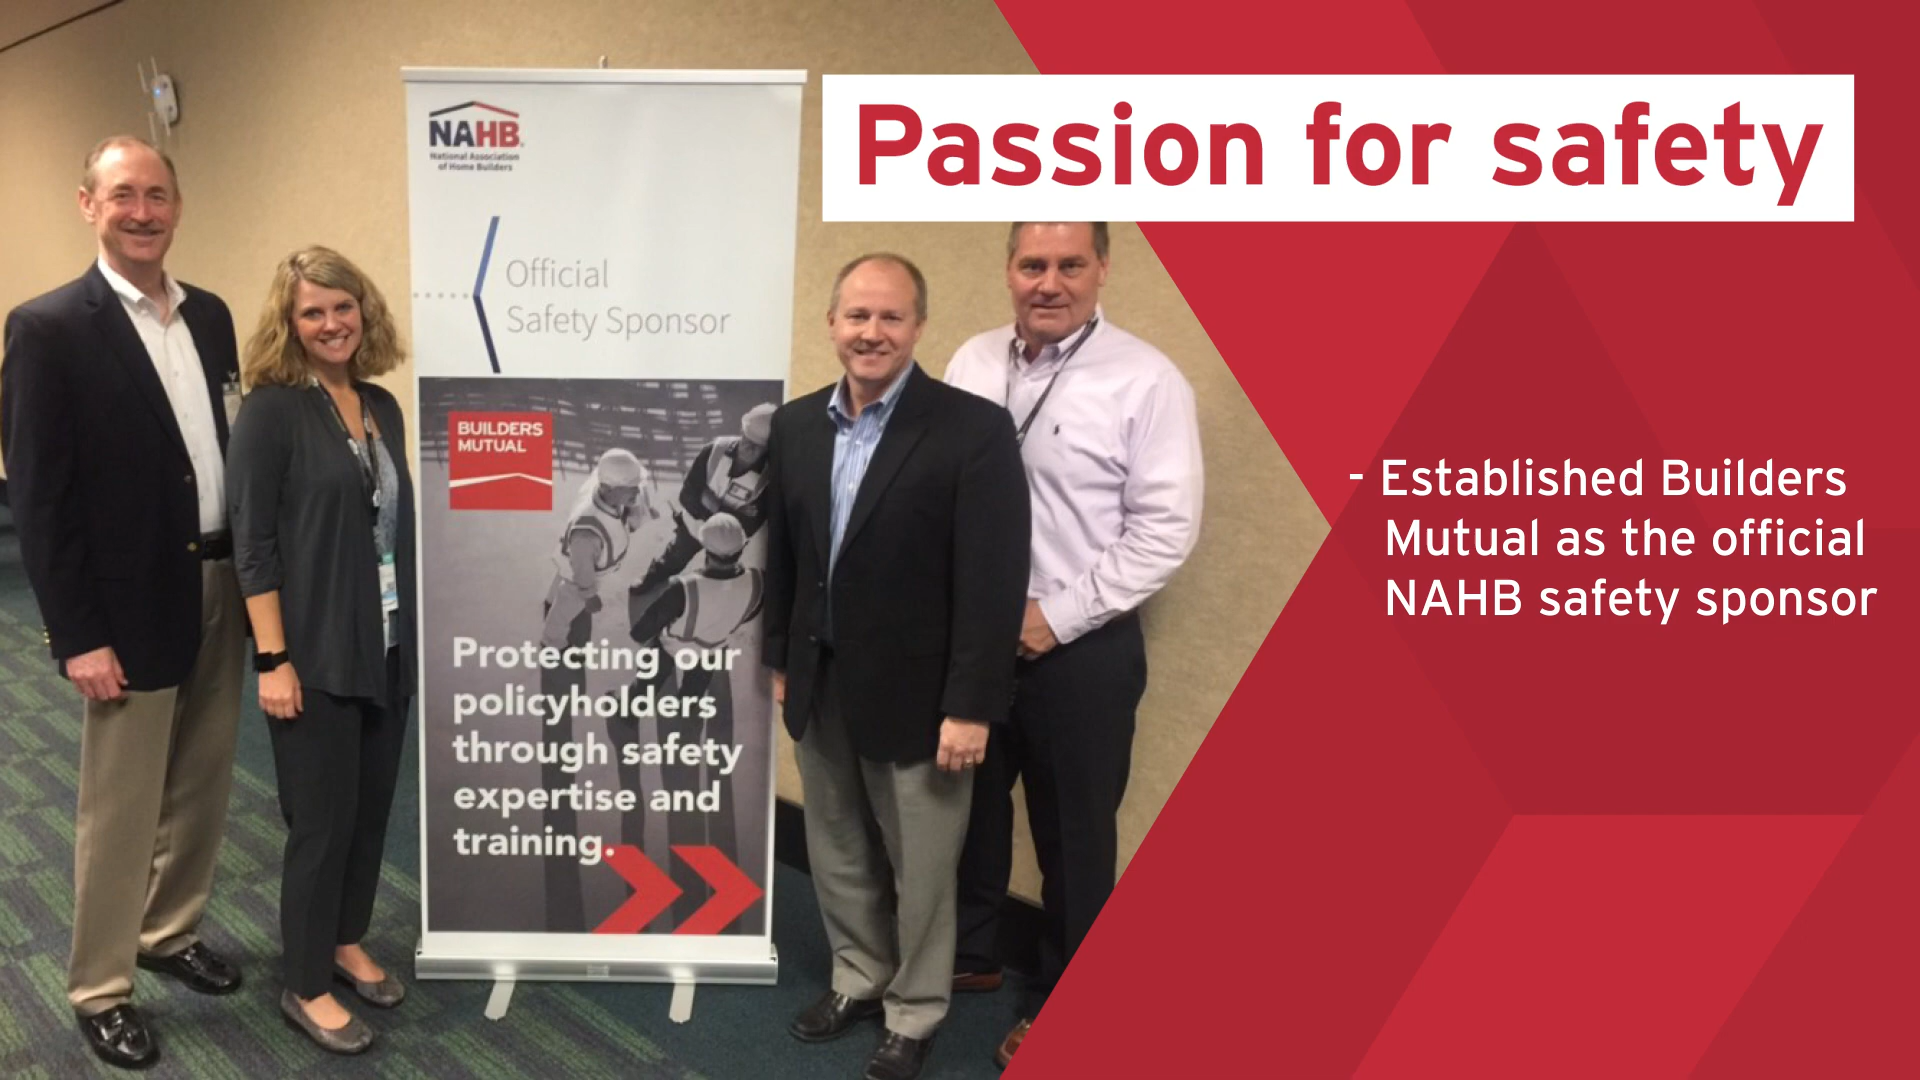 Passion for safety
NAHB
National Association
of Home Builders
Official
Safety Sponsor
BUILDERS
MUTUAL
Protecting our
policyholders
through safety
expertise and
training.
- Established Builders
Mutual as the official
NAHB safety sponsor